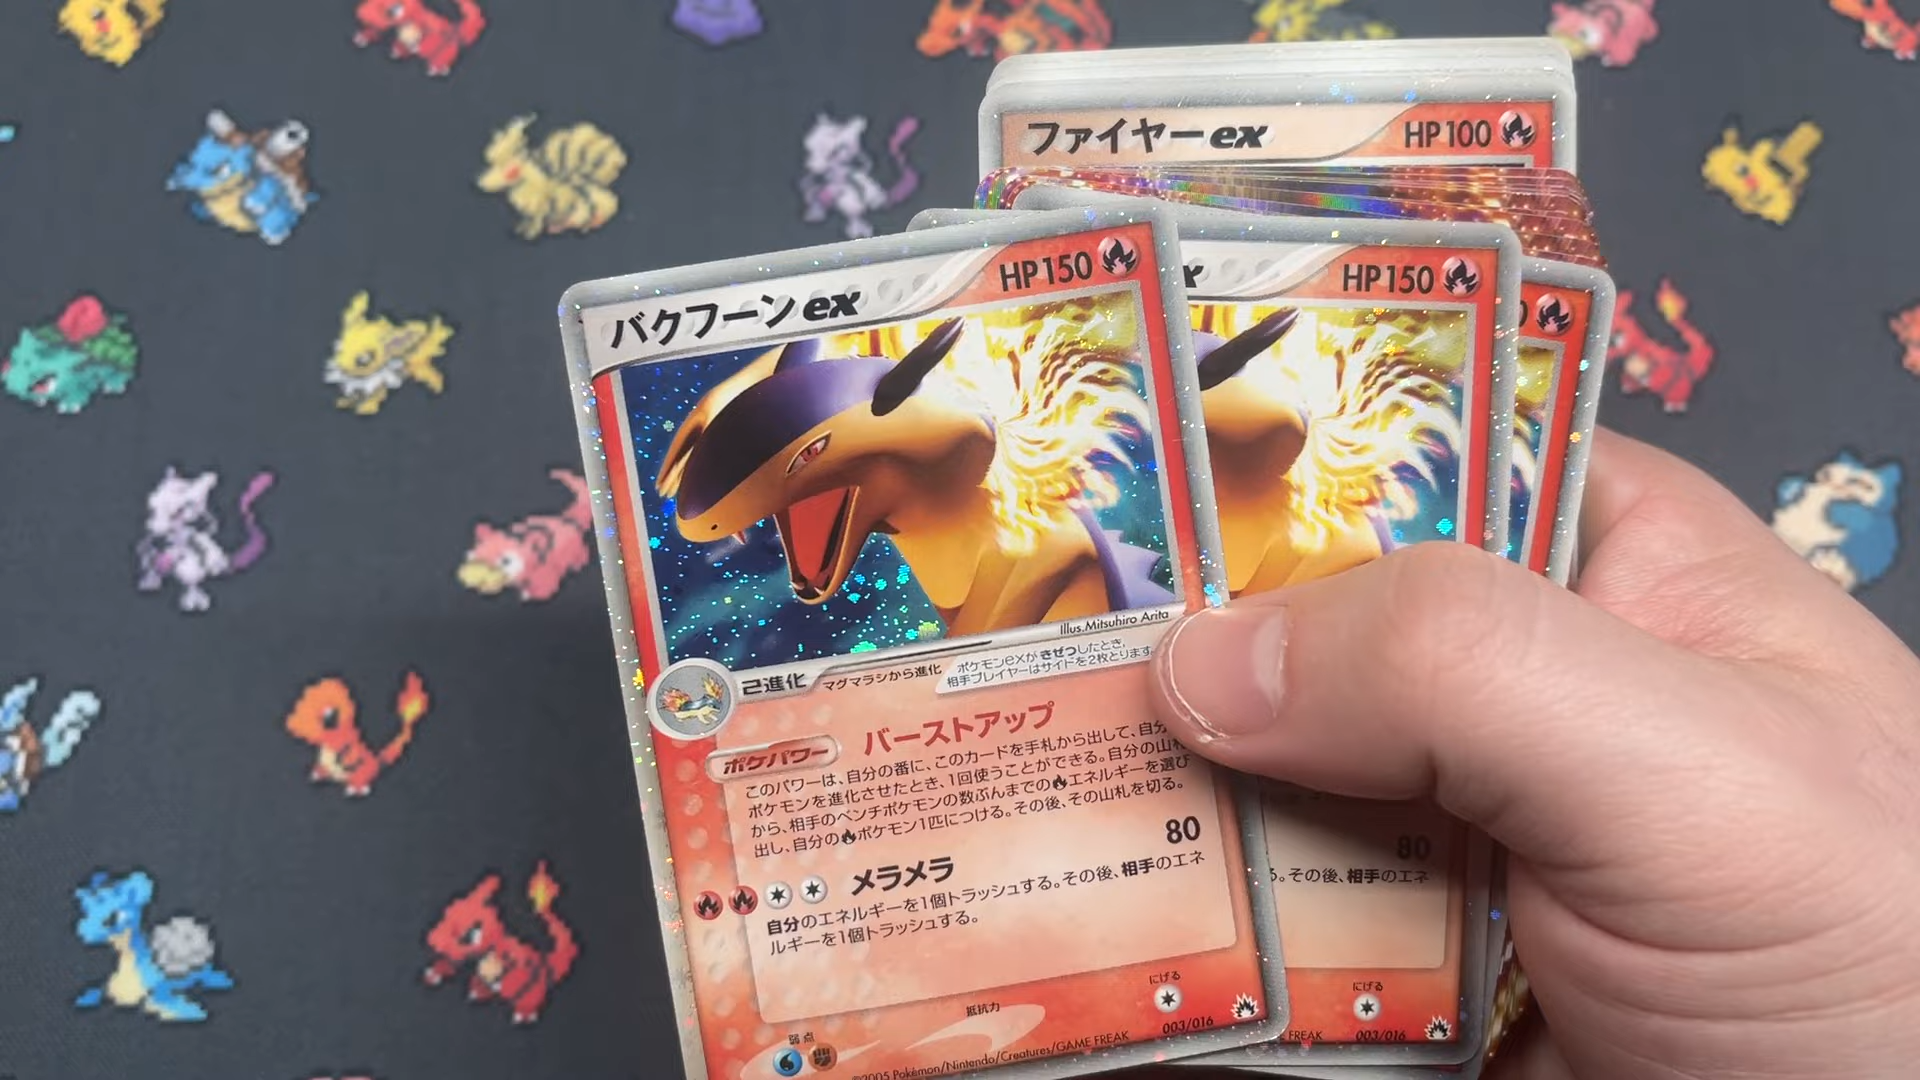 ファイヤーex HP100
バクフーンex HP150
HP150
Illus.Mitsuhiro Arita
2進化 マグマラシから進化
ポケモンexがきぜつしたとき、
相手プレイヤーはサイドを2枚とります
ポケパワー バーストアップ
このパワーは、自分の番に、このカードを手札から出して、自分
ポケモンを進化させたとき、1回使うことができる。自分の山札
から、相手のベンチポケモンの数ぶんまでのエネルギーを選び
出し、自分のポケモン1匹につける。その後、その山札を切る。
メラメラ 80
自分のエネルギーを1個トラッシュする。その後、相手のエネ
ルギーを1個トラッシュする。
弱点 抵抗力 にげる
003/016
©2005 Pokémon/Nintendo/Creatures/GAME FREAK
80
る。その後、相手のエネ
にげる
FREAK 003/016